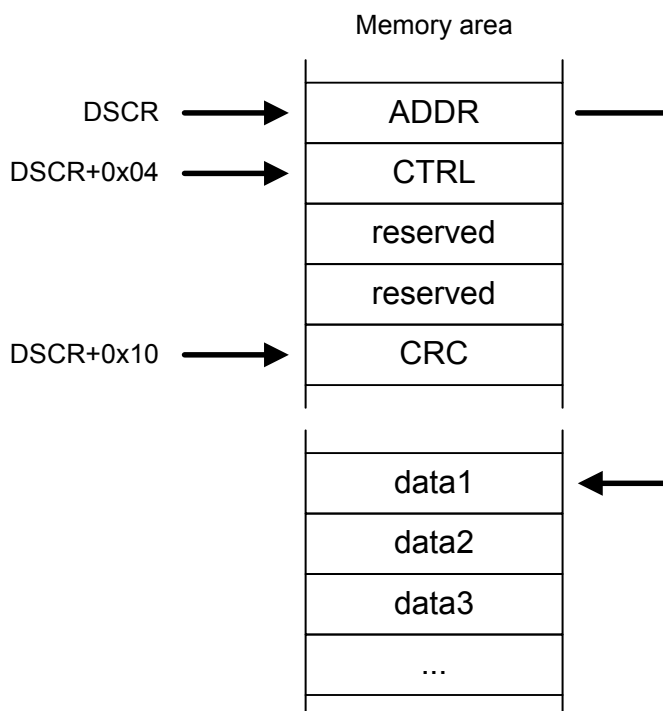 Memory area
DSCR
ADDR
DSCR+0x04
CTRL
reserved
reserved
DSCR+0x10
CRC
data1
data2
data3
...